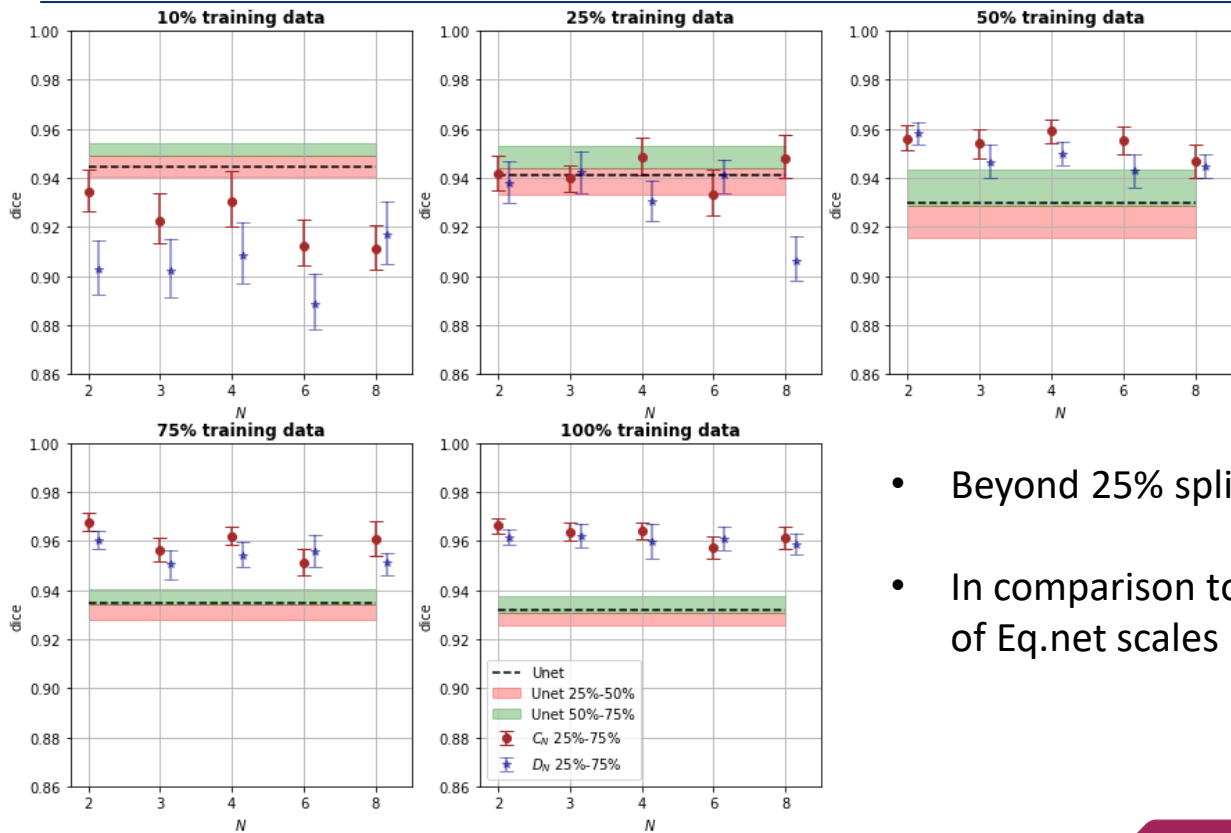 10% training data
25% training data
50% training data
1.00
0.98
0.96
0.94
0.92
0.90
0.88
0.86
dice
2 3 4 6 8
N
1.00
0.98
0.96
0.94
0.92
0.90
0.88
0.86
dice
2 3 4 6 8
N
1.00
0.98
0.96
0.94
0.92
0.90
0.88
0.86
dice
2 3 4 6 8
N
75% training data
100% training data
1.00
0.98
0.96
0.94
0.92
0.90
0.88
0.86
dice
2 3 4 6 8
N
1.00
0.98
0.96
0.94
0.92
0.90
0.88
0.86
dice
Unet
Unet 25%-50%
Unet 50%-75%
C_N 25%-75%
D_N 25%-75%
2 3 4 6 8
N
• Beyond 25% spli
• In comparison to
of Eq.net scales